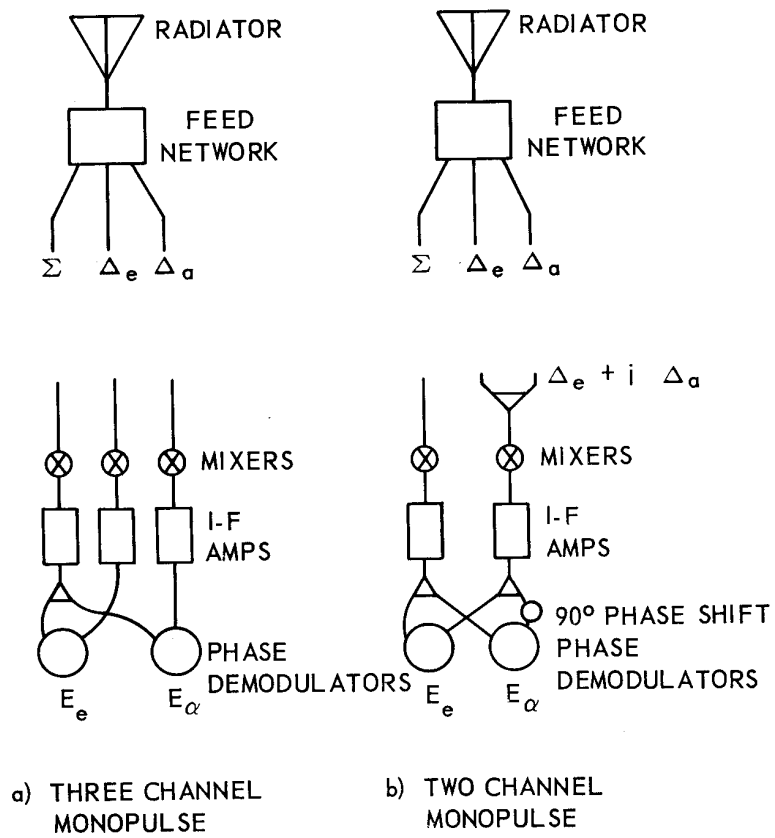 RADIATOR
FEED
NETWORK
Σ Δe Δa
MIXERS
I-F
AMPS
PHASE
DEMODULATORS
Ee Eα
a) THREE CHANNEL
MONOPULSE
RADIATOR
FEED
NETWORK
Σ Δe Δa
Δe + i Δa
MIXERS
I-F
AMPS
90° PHASE SHIFT
PHASE
DEMODULATORS
Ee Eα
b) TWO CHANNEL
MONOPULSE